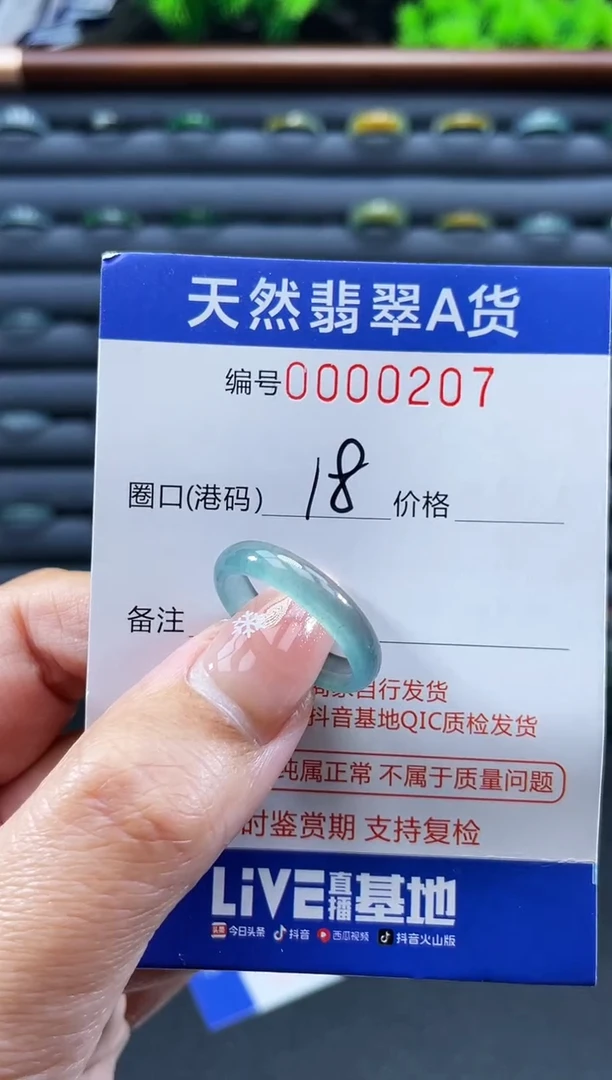 天然翡翠A货
编号0000207
圈口(港码) 18 价格
备注
商家自行发货
抖音基地QIC质检发货
纯属正常 不属于质量问题
时鉴赏期 支持复检
LiVE直播基地
头条 今日头条 抖音 西瓜视频 抖音火山版